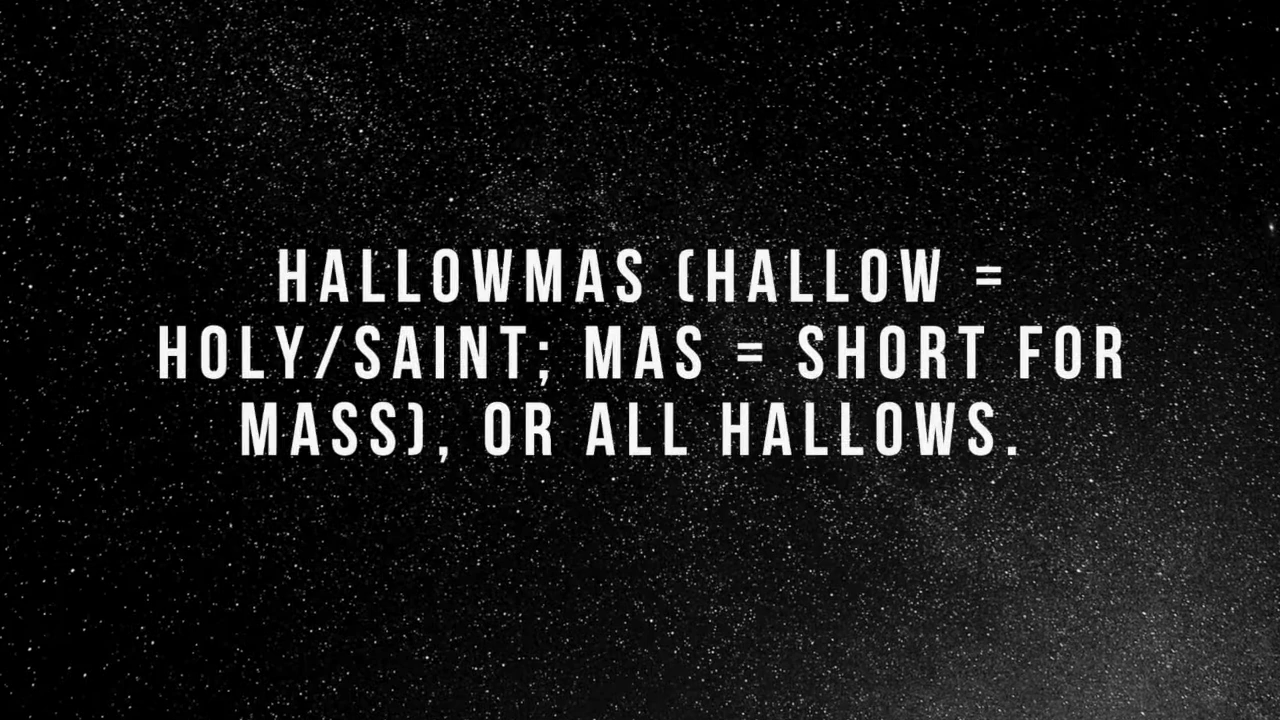 HALLOWMAS (HALLOW =
HOLY/SAINT; MAS = SHORT FOR
MASS), OR ALL HALLOWS.